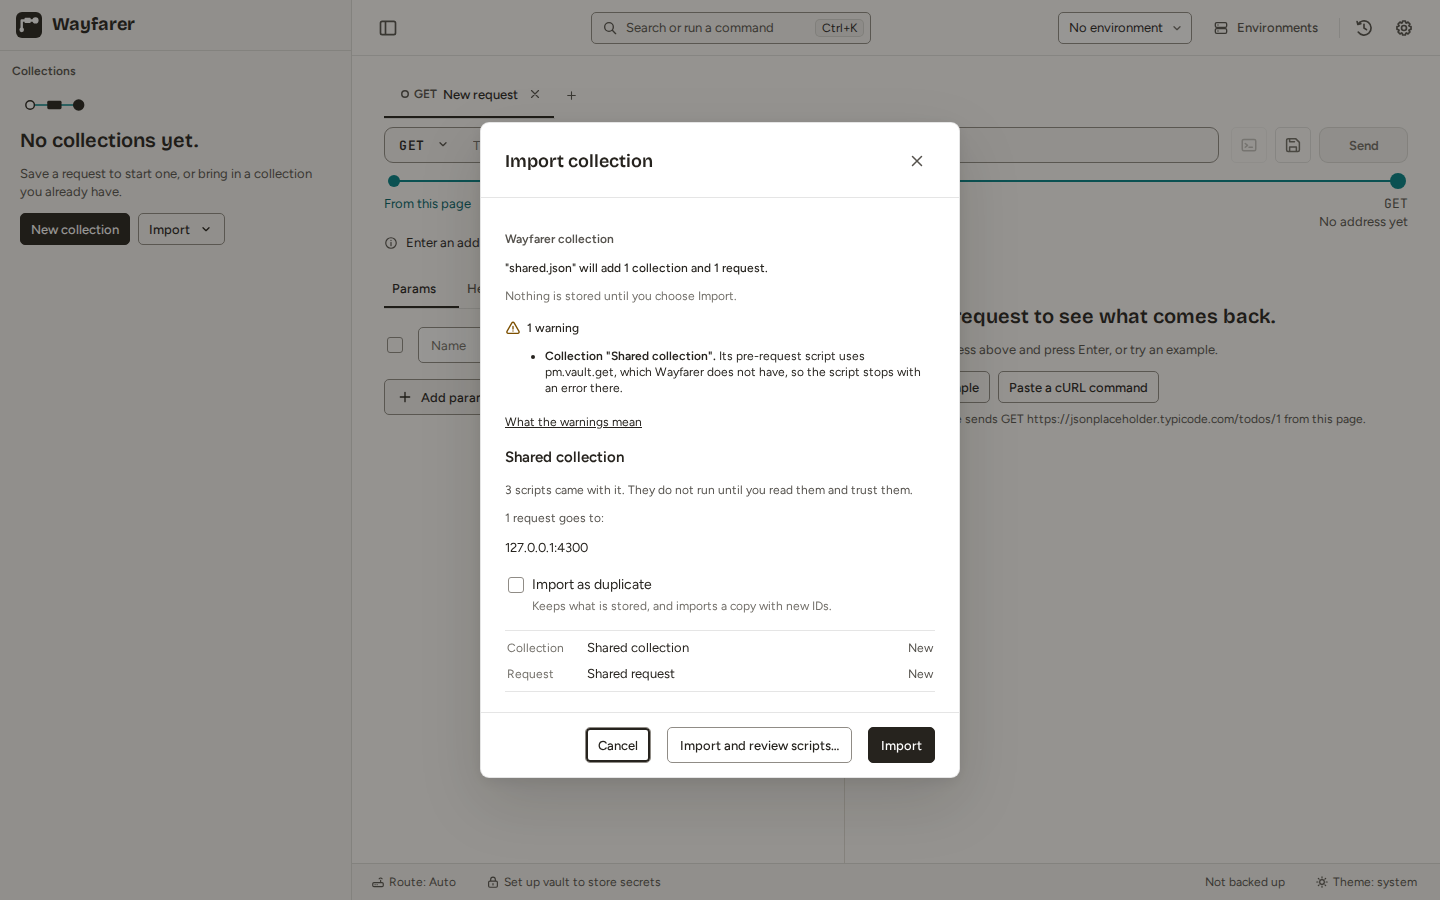 Wayfarer
Search or run a command
Ctrl+K
No environment
Environments
Collections
No collections yet.
Save a request to start one, or bring in a collection
you already have.
New collection
Import
GET New request
GET
Send
From this page
GET
No address yet
Enter an add
Params
He
Name
Add paran
request to see what comes back.
ess above and press Enter, or try an example.
ple
Paste a cURL command
sends GET https://jsonplaceholder.typicode.com/todos/1 from this page.
Import collection
Wayfarer collection
"shared.json" will add 1 collection and 1 request.
Nothing is stored until you choose Import.
1 warning
• Collection "Shared collection". Its pre-request script uses
pm.vault.get, which Wayfarer does not have, so the script stops with
an error there.
What the warnings mean
Shared collection
3 scripts came with it. They do not run until you read them and trust them.
1 request goes to:
127.0.0.1:4300
Import as duplicate
Keeps what is stored, and imports a copy with new IDs.
Collection Shared collection New
Request Shared request New
Cancel
Import and review scripts...
Import
Route: Auto
Set up vault to store secrets
Not backed up
Theme: system